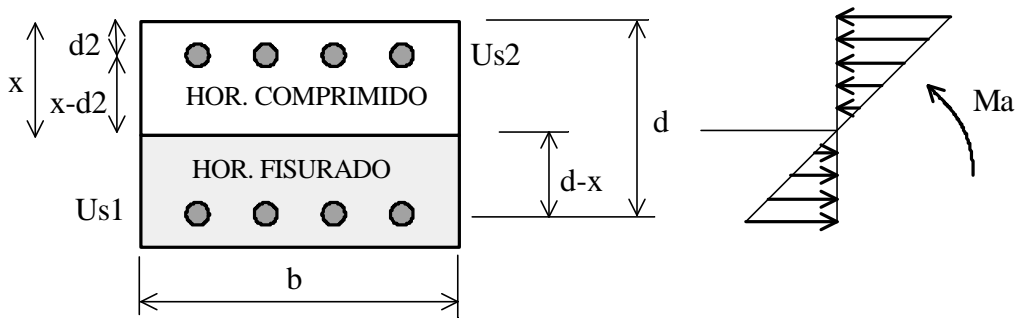 d2
x
x-d2
Us2
HOR. COMPRIMIDO
d
Ma
HOR. FISURADO
d-x
Us1
b